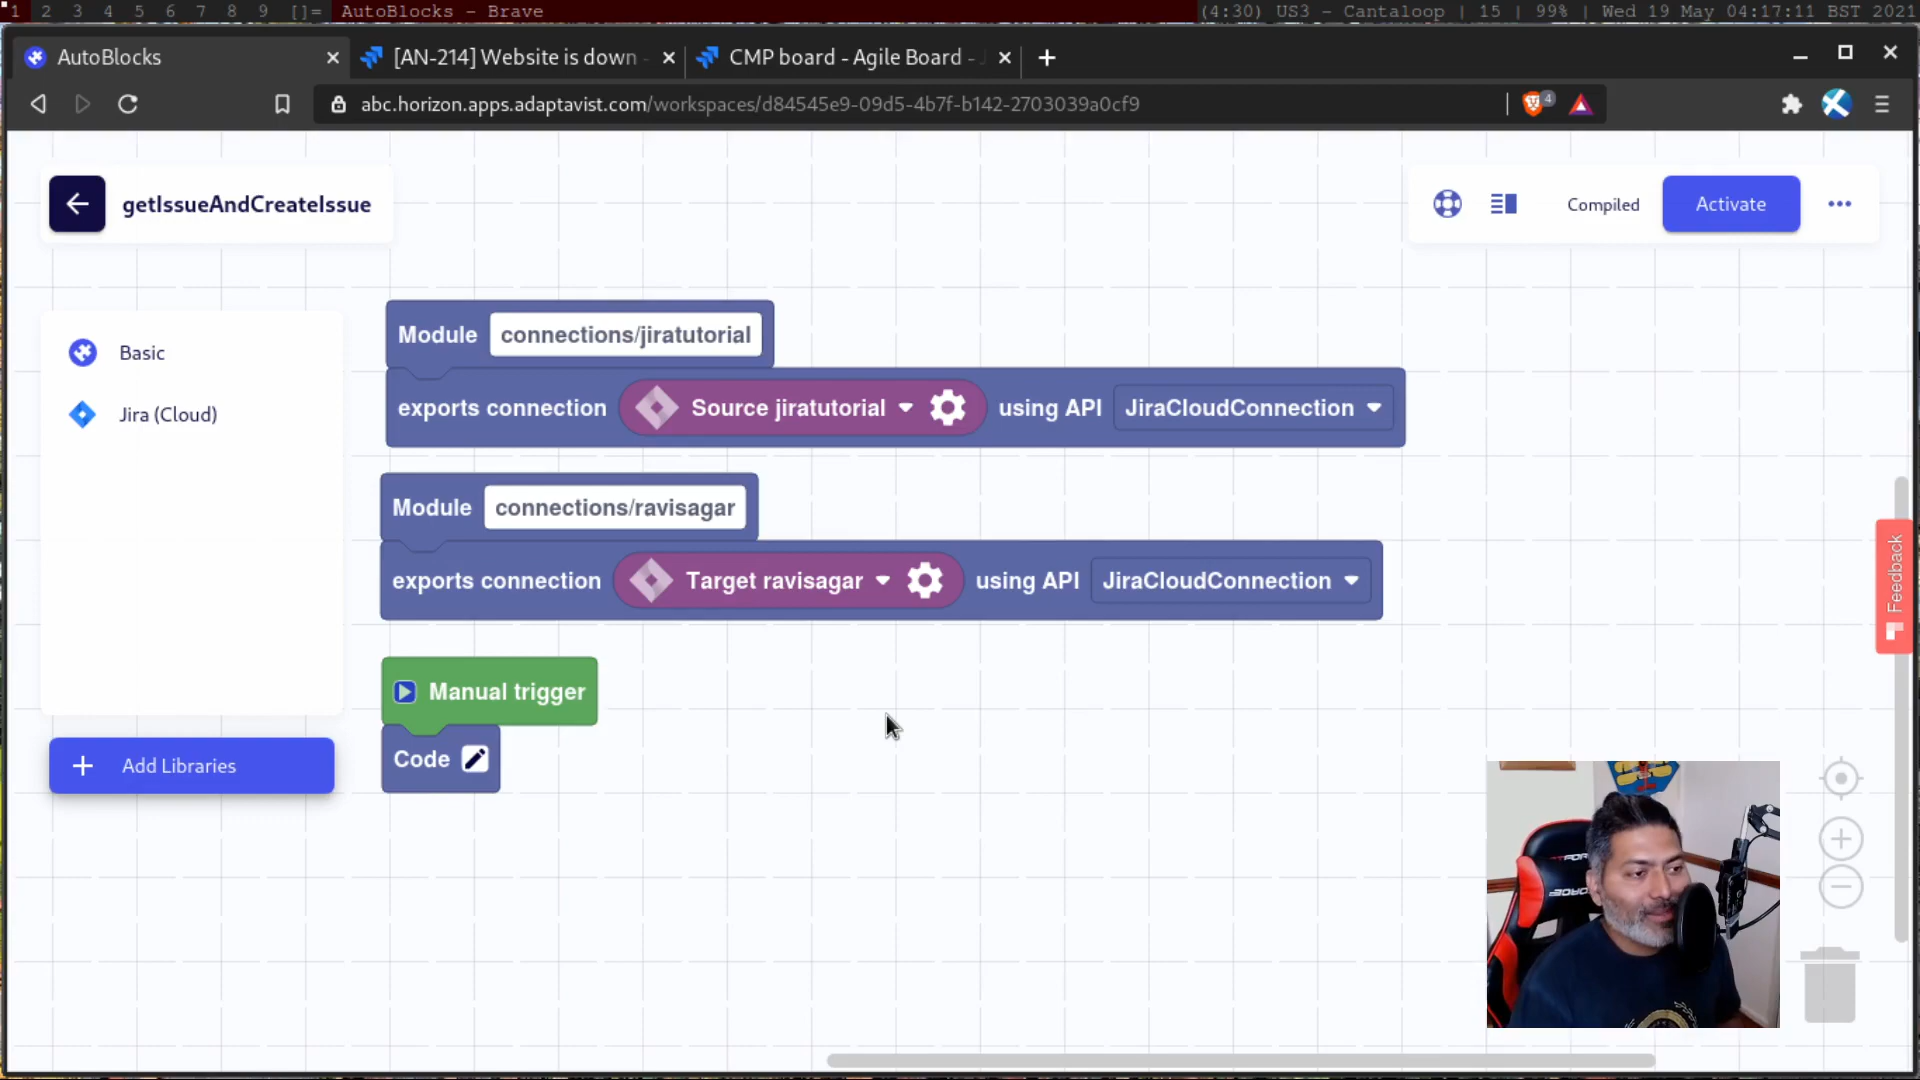 1 2 3 4 5 6 7 8 9 []= AutoBlocks - Brave (4:30) US3 - Cantaloop | 15 | 99% | Wed 19 May 04:17:11 BST 2021
AutoBlocks [AN-214] Website is down - CMP board - Agile Board -
abc.horizon.apps.adaptavist.com/workspaces/d84545e9-09d5-4b7f-b142-2703039a0cf9 4
getIssueAndCreateIssue Compiled Activate
Basic
Jira (Cloud)
Add Libraries
Module connections/jiratutorial
exports connection Source jiratutorial using API JiraCloudConnection
Module connections/ravisagar
exports connection Target ravisagar using API JiraCloudConnection
Manual trigger
Code
Feedback